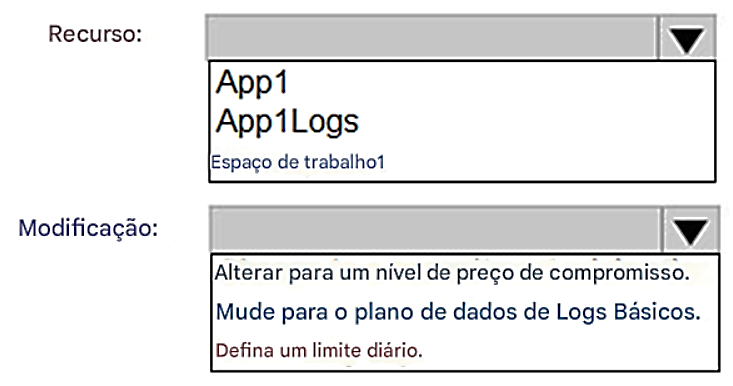 Recurso:
App1
App1Logs
Espaço de trabalho1
Modificação:
Alterar para um nível de preço de compromisso.
Mude para o plano de dados de Logs Básicos.
Defina um limite diário.